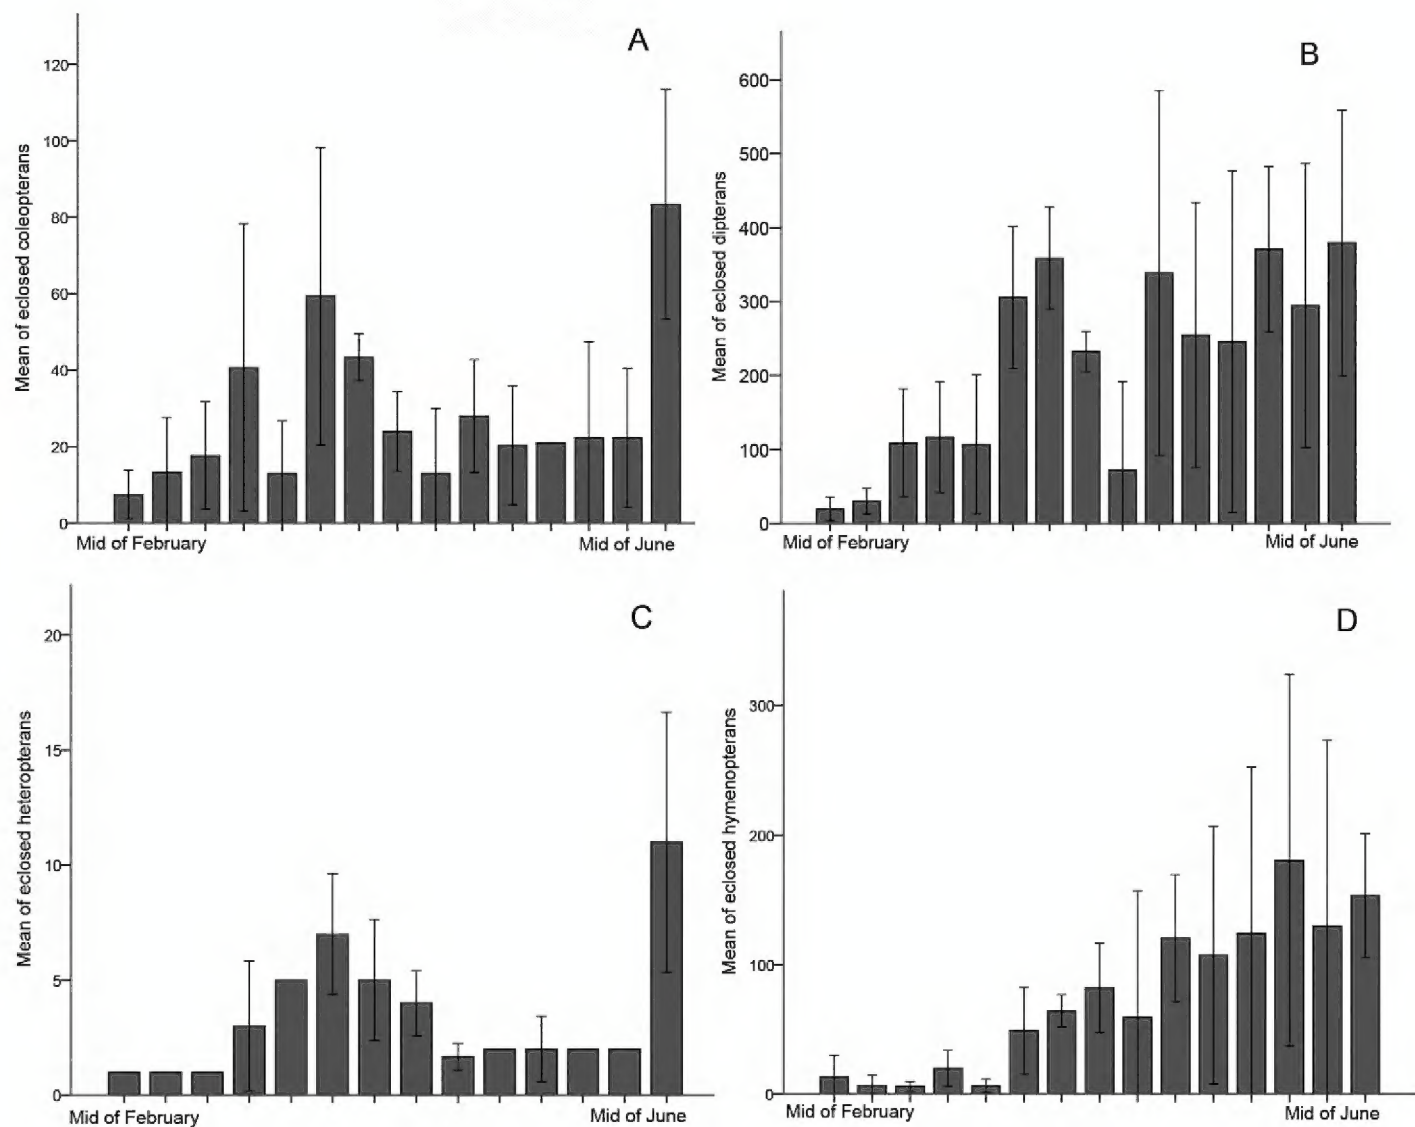 A
Mean of eclosed coleopterans
120
100
80
60
40
20
0
Mid of February
Mid of June
B
Mean of eclosed dipterans
600
500
400
300
200
100
0
Mid of February
Mid of June
C
Mean of eclosed heteropterans
20
15
10
5
0
Mid of February
Mid of June
D
Mean of eclosed hymenopterans
300
200
100
0
Mid of February
Mid of June